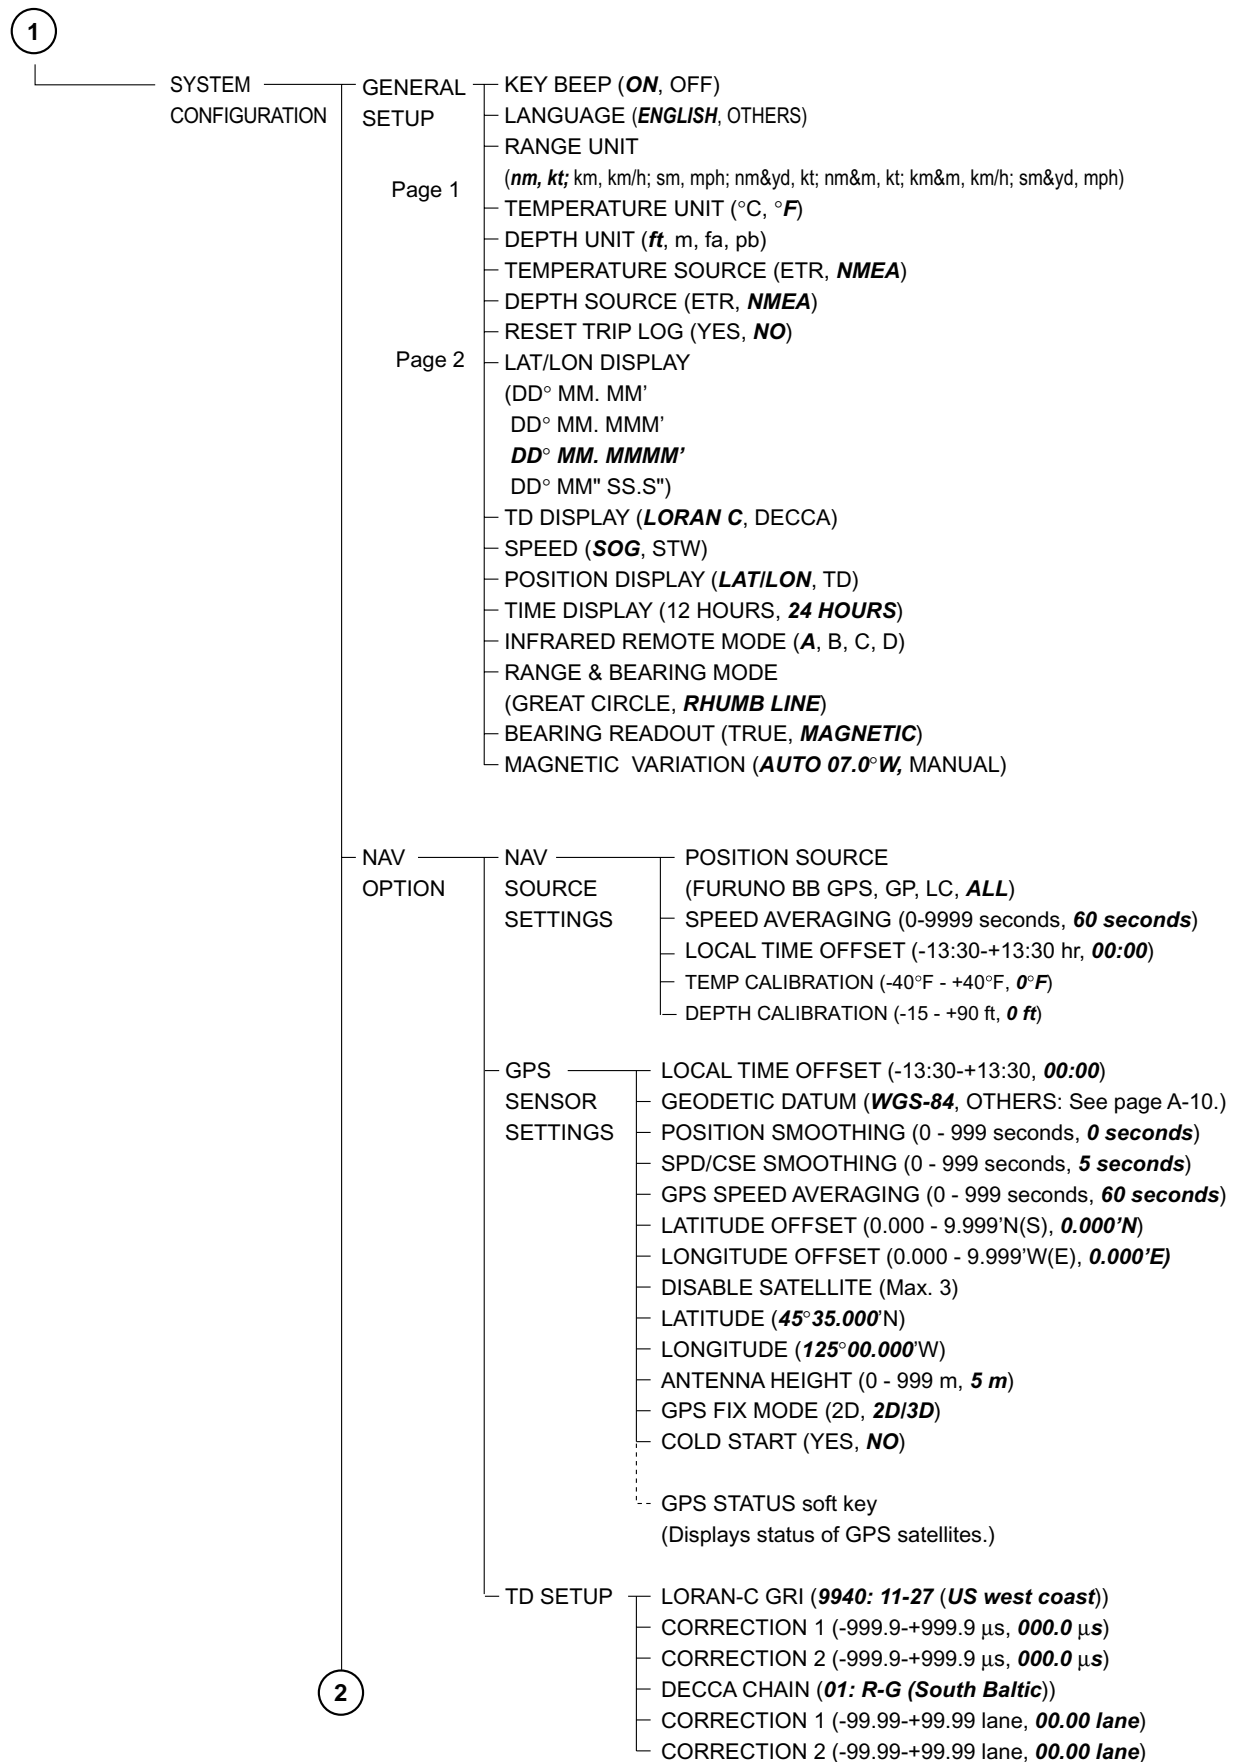 1
SYSTEM
CONFIGURATION
GENERAL
SETUP
Page 1
KEY BEEP (ON, OFF)
LANGUAGE (ENGLISH, OTHERS)
RANGE UNIT
(nm, kt; km, km/h; sm, mph; nm&yd, kt; nm&m, kt; km&m, km/h; sm&yd, mph)
TEMPERATURE UNIT (°C, °F)
DEPTH UNIT (ft, m, fa, pb)
TEMPERATURE SOURCE (ETR, NMEA)
DEPTH SOURCE (ETR, NMEA)
RESET TRIP LOG (YES, NO)
Page 2
LAT/LON DISPLAY
(DD° MM. MM'
DD° MM. MMM'
DD° MM. MMMM'
DD° MM" SS.S")
TD DISPLAY (LORAN C, DECCA)
SPEED (SOG, STW)
POSITION DISPLAY (LAT/LON, TD)
TIME DISPLAY (12 HOURS, 24 HOURS)
INFRARED REMOTE MODE (A, B, C, D)
RANGE & BEARING MODE
(GREAT CIRCLE, RHUMB LINE)
BEARING READOUT (TRUE, MAGNETIC)
MAGNETIC VARIATION (AUTO 07.0°W, MANUAL)
NAV
OPTION
NAV
SOURCE
SETTINGS
POSITION SOURCE
(FURUNO BB GPS, GP, LC, ALL)
SPEED AVERAGING (0-9999 seconds, 60 seconds)
LOCAL TIME OFFSET (-13:30-+13:30 hr, 00:00)
TEMP CALIBRATION (-40°F - +40°F, 0°F)
DEPTH CALIBRATION (-15 - +90 ft, 0 ft)
GPS
SENSOR
SETTINGS
LOCAL TIME OFFSET (-13:30-+13:30, 00:00)
GEODETIC DATUM (WGS-84, OTHERS: See page A-10.)
POSITION SMOOTHING (0 - 999 seconds, 0 seconds)
SPD/CSE SMOOTHING (0 - 999 seconds, 5 seconds)
GPS SPEED AVERAGING (0 - 999 seconds, 60 seconds)
LATITUDE OFFSET (0.000 - 9.999'N(S), 0.000'N)
LONGITUDE OFFSET (0.000 - 9.999'W(E), 0.000'E)
DISABLE SATELLITE (Max. 3)
LATITUDE (45°35.000'N)
LONGITUDE (125°00.000'W)
ANTENNA HEIGHT (0 - 999 m, 5 m)
GPS FIX MODE (2D, 2D/3D)
COLD START (YES, NO)
GPS STATUS soft key
(Displays status of GPS satellites.)
TD SETUP
LORAN-C GRI (9940: 11-27 (US west coast))
CORRECTION 1 (-999.9-+999.9 µs, 000.0 µs)
CORRECTION 2 (-999.9-+999.9 µs, 000.0 µs)
DECCA CHAIN (01: R-G (South Baltic))
CORRECTION 1 (-99.99-+99.99 lane, 00.00 lane)
CORRECTION 2 (-99.99-+99.99 lane, 00.00 lane)
2